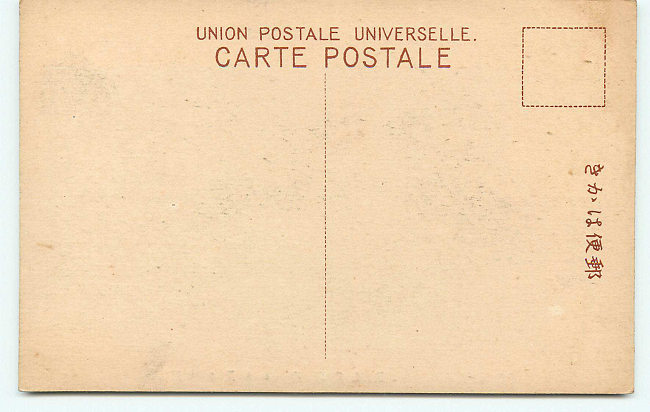 UNION POSTALE UNIVERSELLE.
CARTE POSTALE
郵便はかき